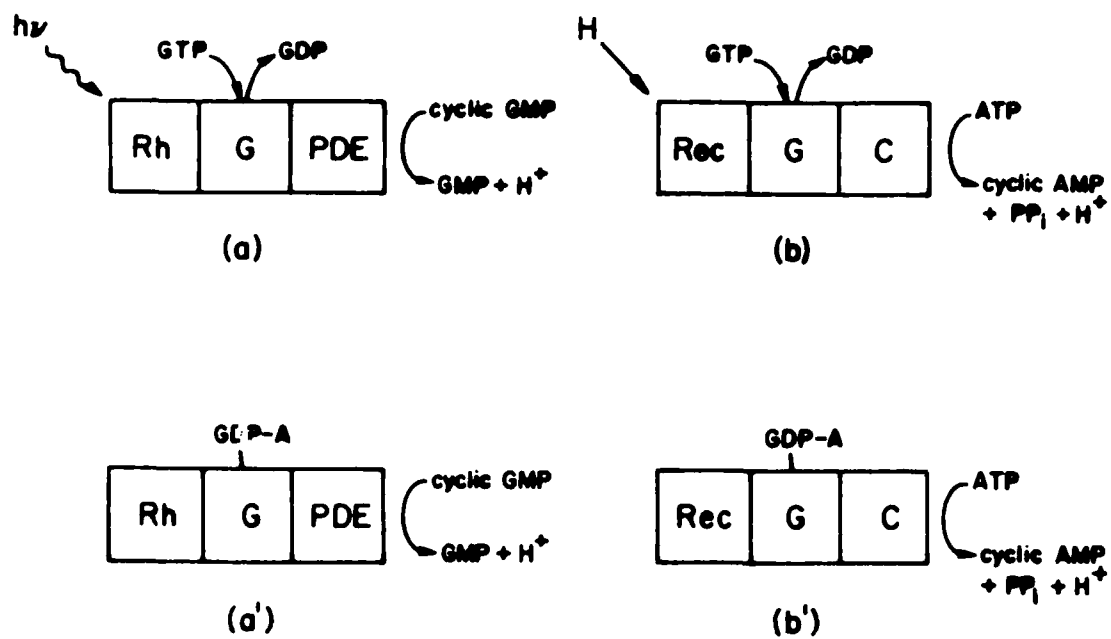 hν
GTP
GDP
Rh
G
PDE
cyclic GMP
GMP + H⁺
(a)
H
GTP
GDP
Rec
G
C
ATP
cyclic AMP
+ PPᵢ + H⁺
(b)
GDP-A
Rh
G
PDE
cyclic GMP
GMP + H⁺
(a')
GDP-A
Rec
G
C
ATP
cyclic AMP
+ PPᵢ + H⁺
(b')